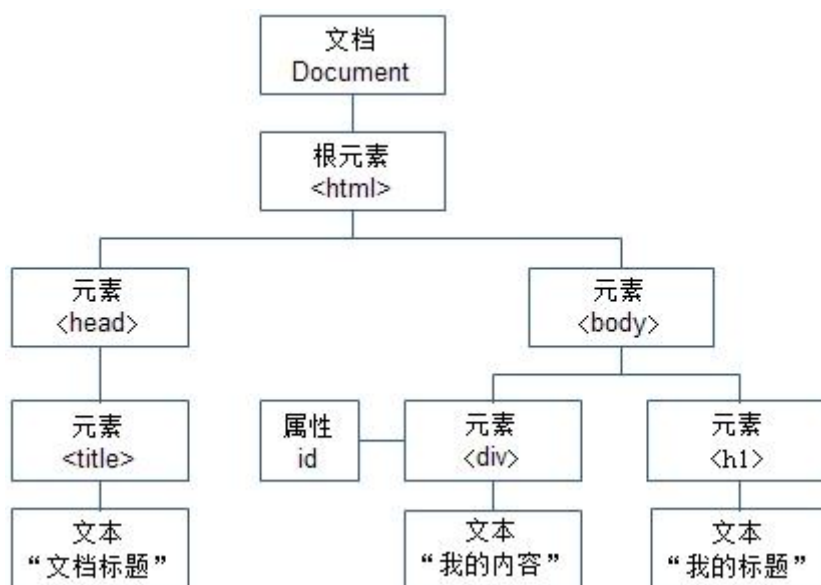 文档
Document
根元素
<html>
元素
<head>
元素
<body>
元素
<title>
属性
id
元素
<div>
元素
<h1>
文本
“文档标题”
文本
“我的内容”
文本
“我的标题”